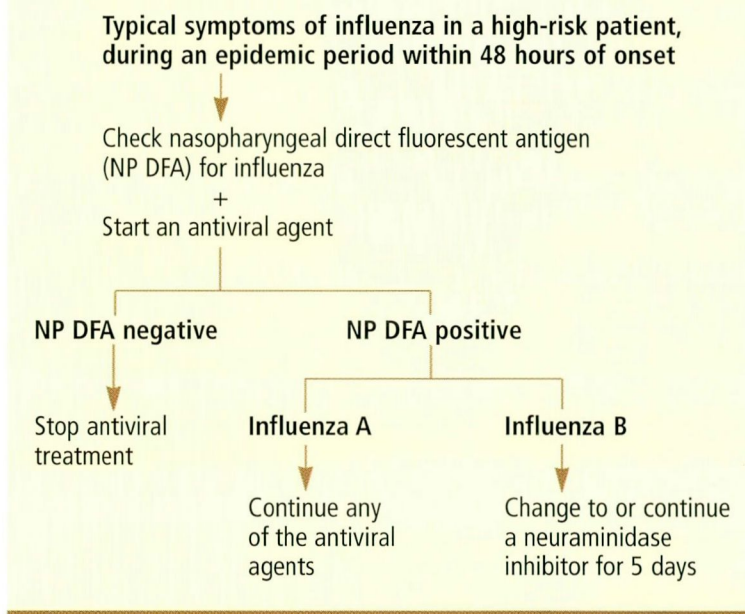 Typical symptoms of influenza in a high-risk patient,
during an epidemic period within 48 hours of onset
Check nasopharyngeal direct fluorescent antigen
(NP DFA) for influenza
+
Start an antiviral agent
NP DFA negative
NP DFA positive
Stop antiviral
treatment
Influenza A
Influenza B
Continue any
of the antiviral
agents
Change to or continue
a neuraminidase
inhibitor for 5 days